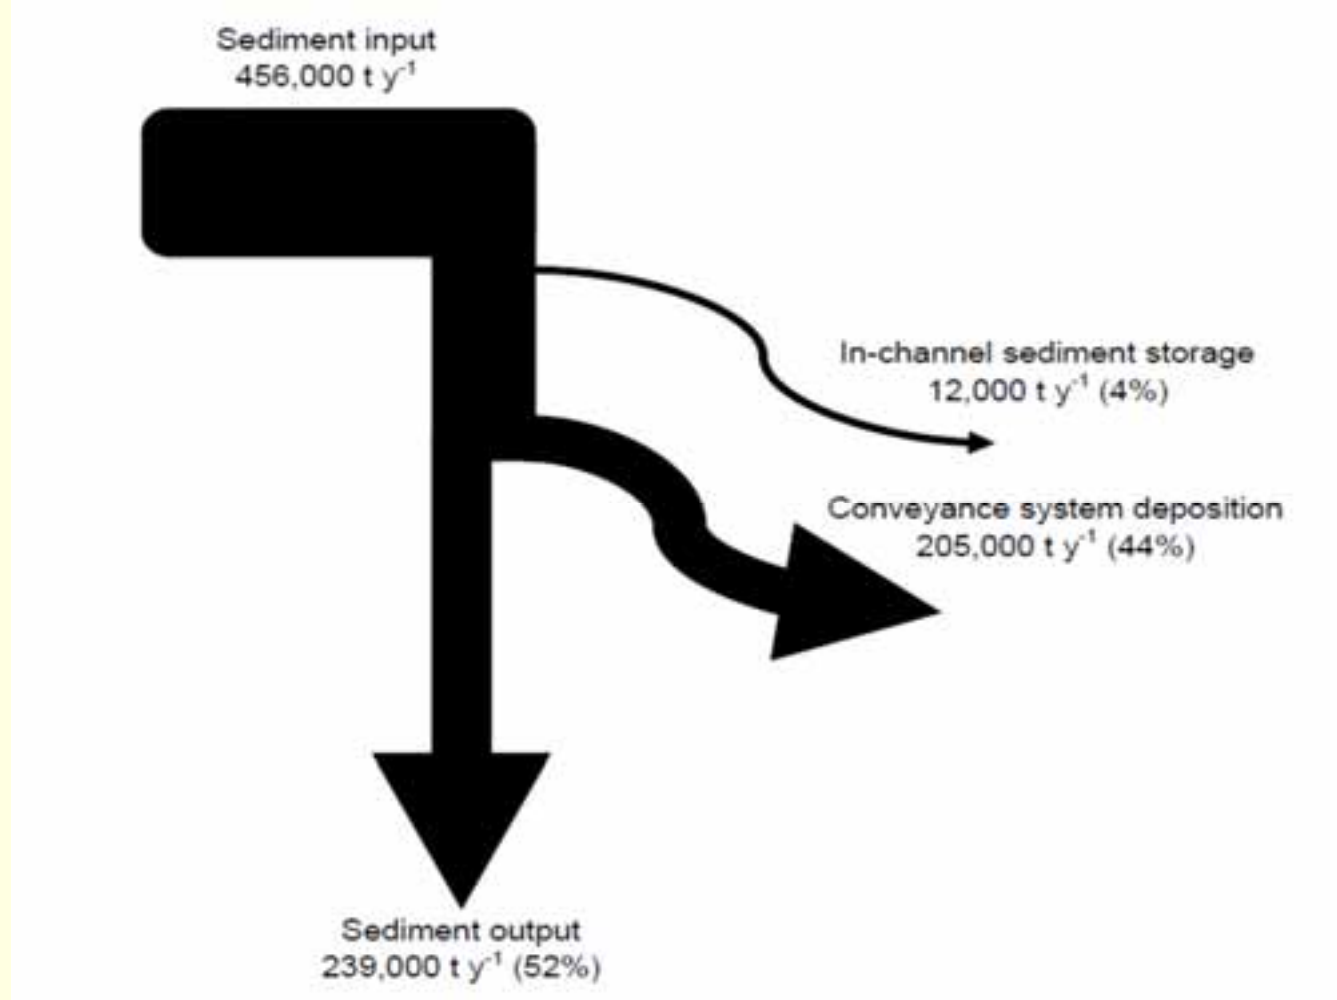 Sediment input
456,000 t y⁻¹
In-channel sediment storage
12,000 t y⁻¹ (4%)
Conveyance system deposition
205,000 t y⁻¹ (44%)
Sediment output
239,000 t y⁻¹ (52%)